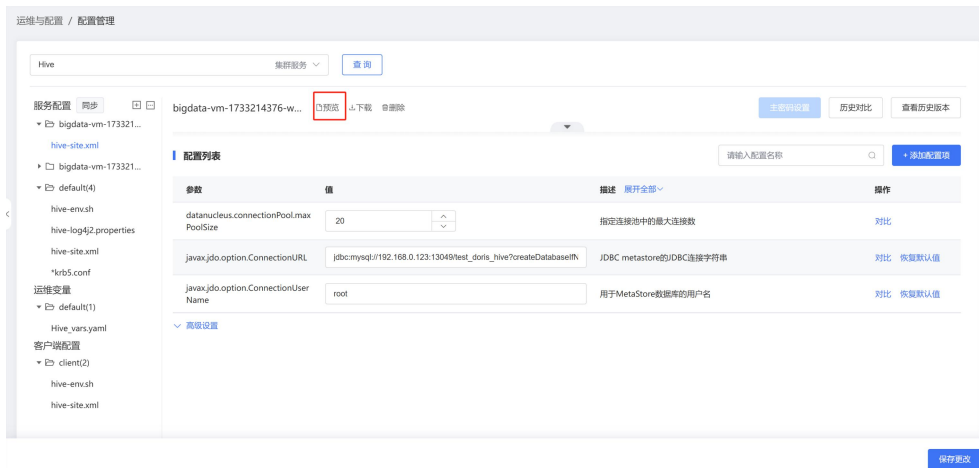 运维与配置 / 配置管理
Hive 集群服务 查 询
服务配置 同步
bigdata-vm-173321...
hive-site.xml
bigdata-vm-173321...
default(4)
hive-env.sh
hive-log4j2.properties
hive-site.xml
*krb5.conf
运维变量
default(1)
Hive_vars.yaml
客户端配置
client(2)
hive-env.sh
hive-site.xml
bigdata-vm-1733214376-w... 预览 下载 删除 主密码设置 历史对比 查看历史版本
配置列表 请输入配置名称 + 添加配置项
参数 值 描述 展开全部 操作
datanucleus.connectionPool.max
PoolSize
20 指定连接池中的最大连接数 对比
javax.jdo.option.ConnectionURL jdbc:mysql://192.168.0.123:13049/test_doris_hive?createDatabaseIfN JDBC metastore的JDBC连接字符串 对比 恢复默认值
javax.jdo.option.ConnectionUser
Name
root 用于MetaStore数据库的用户名 对比 恢复默认值
高级设置
保存更改